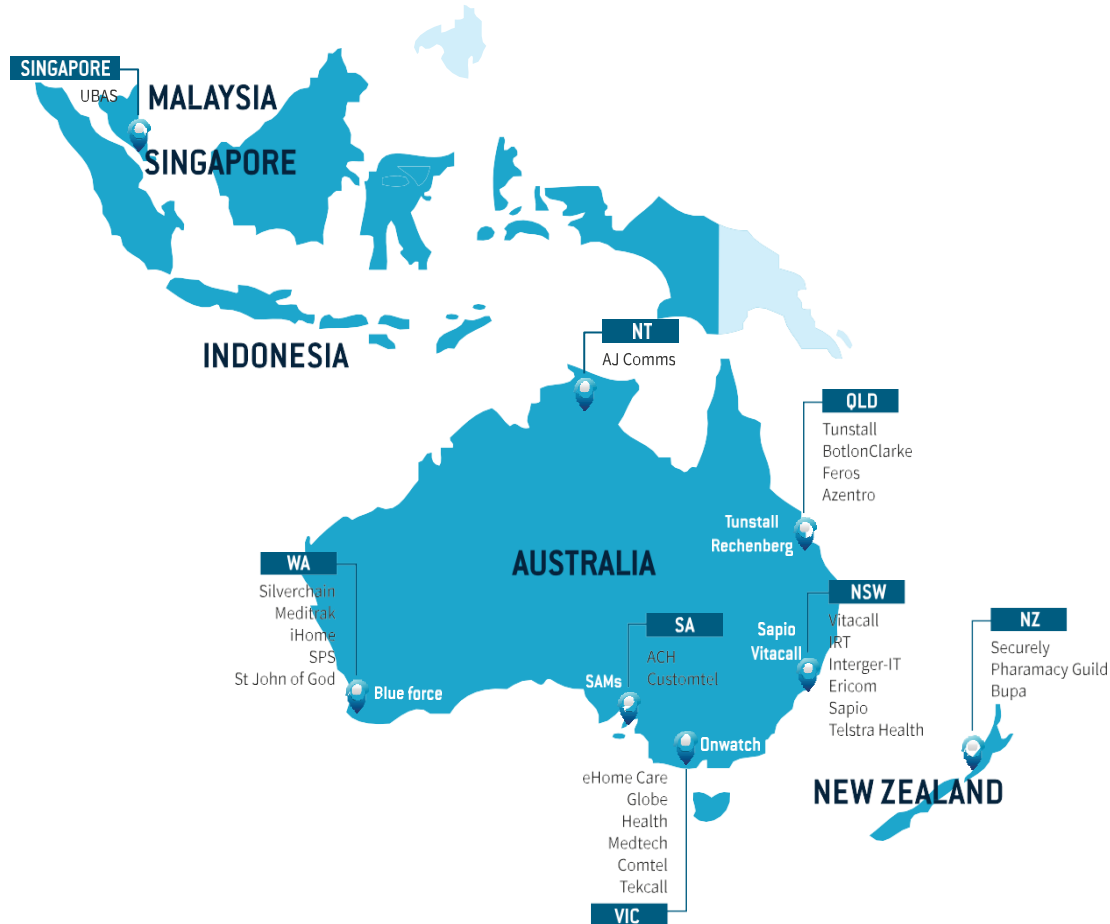 SINGAPORE
UBAS
MALAYSIA
SINGAPORE
INDONESIA
NT
AJ Comms
QLD
Tunstall
BotlonClarke
Feros
Azentro
Tunstall
Rechenberg
AUSTRALIA
WA
Silverchain
Meditrak
iHome
SPS
St John of God
Blue force
SA
ACH
Customtel
SAMs
Sapio
Vitacall
NSW
Vitacall
IRT
Interger-IT
Ericom
Sapio
Telstra Health
NZ
Securely
Pharamacy Guild
Bupa
NEW ZEALAND
Onwatch
eHome Care
Globe
Health
Medtech
Comtel
Tekcall
VIC